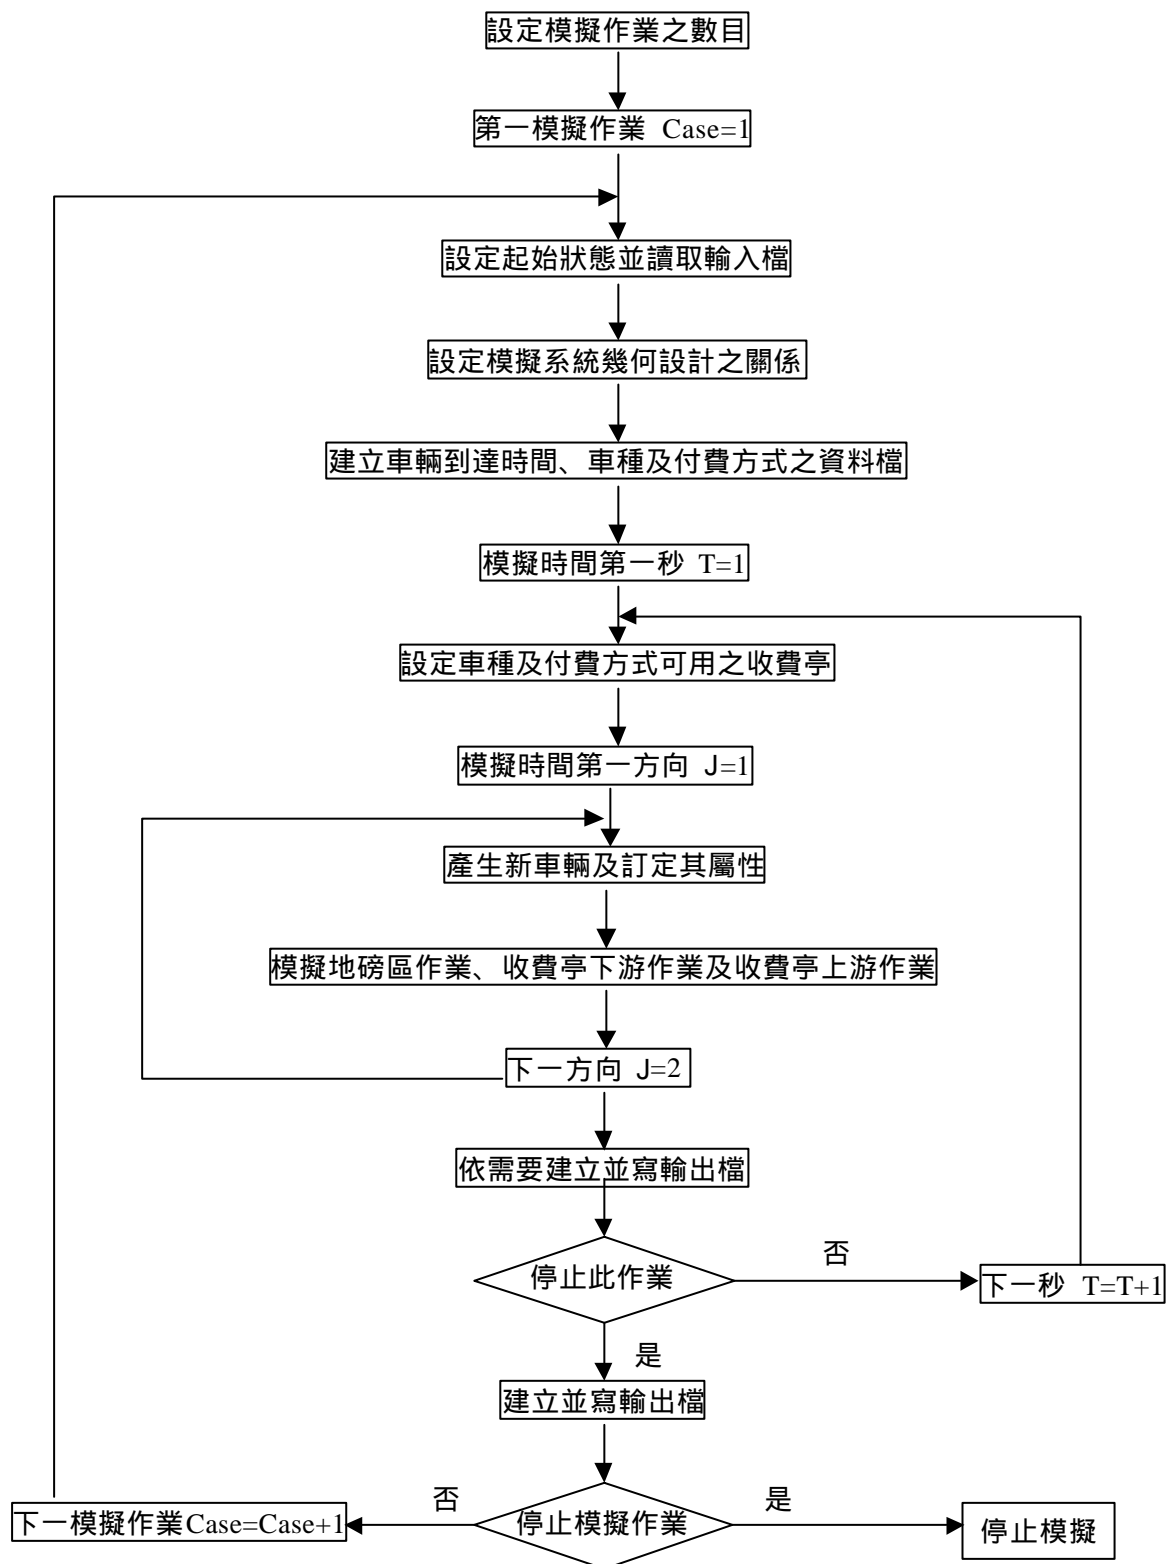 設定模擬作業之數目
第一模擬作業 Case=1
設定起始狀態並讀取輸入檔
設定模擬系統幾何設計之關係
建立車輛到達時間、車種及付費方式之資料檔
模擬時間第一秒 T=1
設定車種及付費方式可用之收費亭
模擬時間第一方向 J=1
產生新車輛及訂定其屬性
模擬地磅區作業、收費亭下游作業及收費亭上游作業
下一方向 J=2
依需要建立並寫輸出檔
停止此作業
否
下一秒 T=T+1
是
建立並寫輸出檔
下一模擬作業Case=Case+1
否
停止模擬作業
是
停止模擬